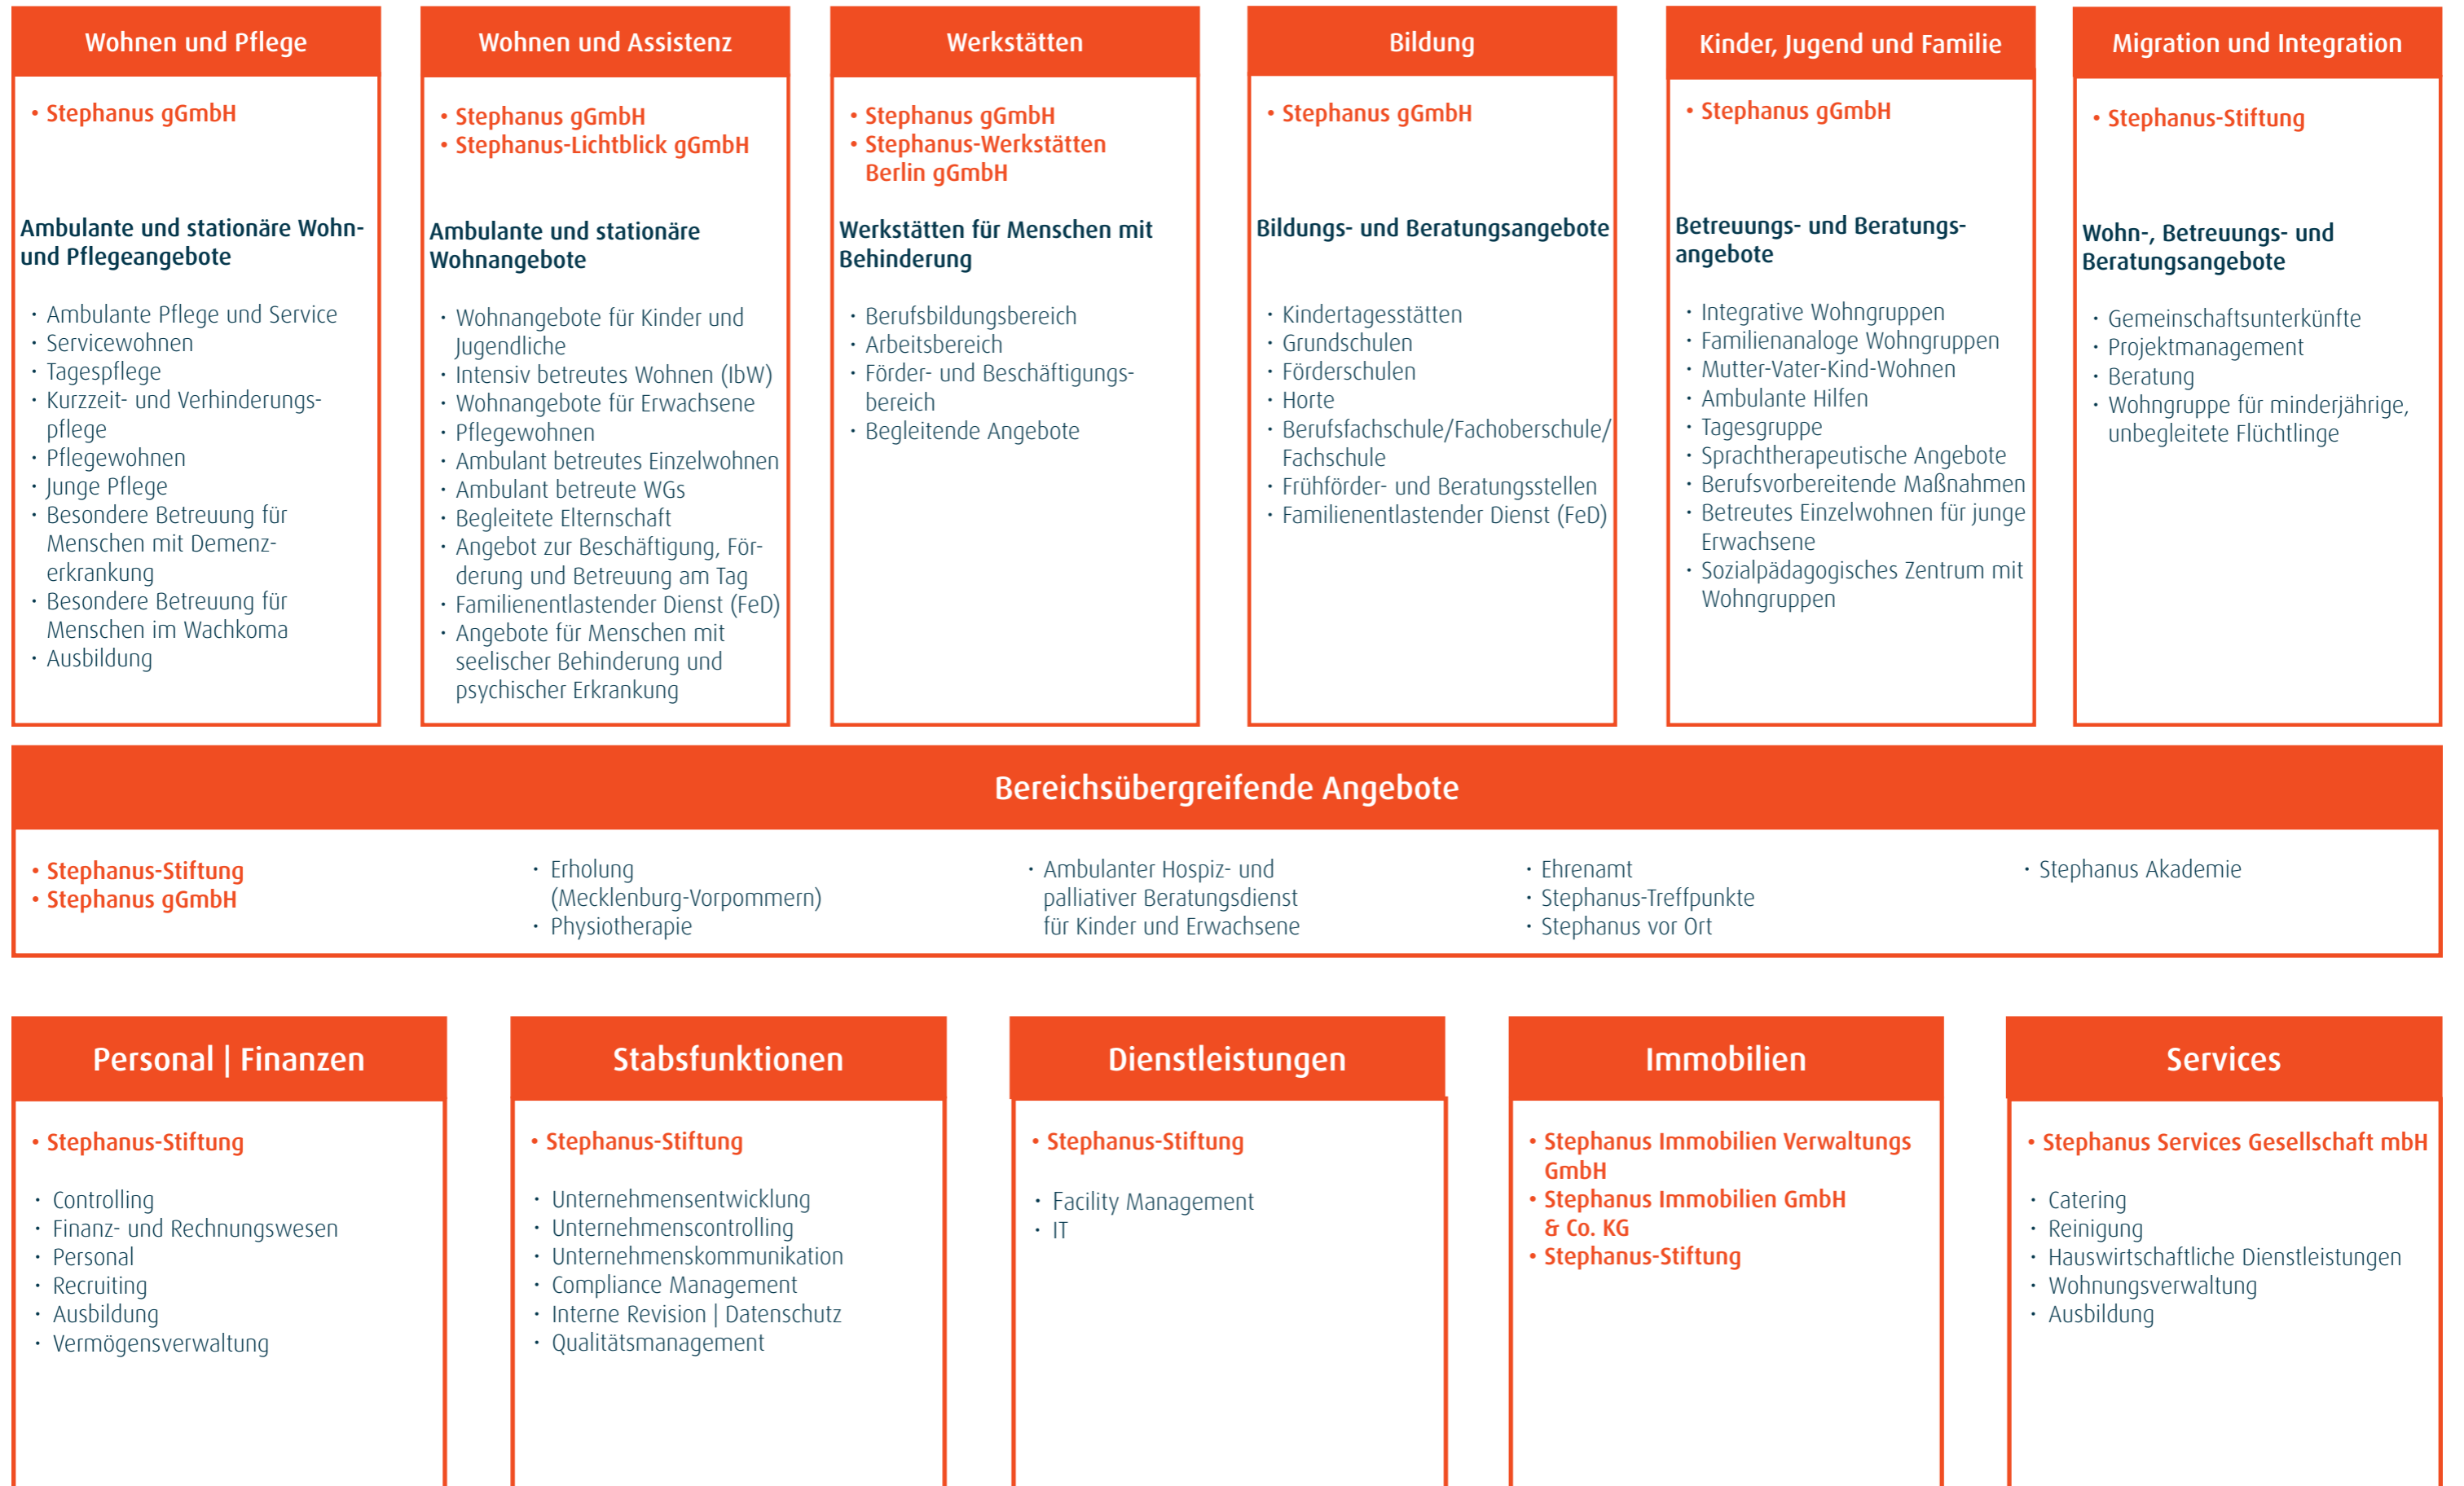 Wohnen und Pflege
• Stephanus gGmbH
Ambulante und stationäre Wohn-
und Pflegeangebote
· Ambulante Pflege und Service
· Servicewohnen
· Tagespflege
· Kurzzeit- und Verhinderungs-
pflege
· Pflegewohnen
· Junge Pflege
· Besondere Betreuung für
Menschen mit Demenz-
erkrankung
· Besondere Betreuung für
Menschen im Wachkoma
· Ausbildung
Wohnen und Assistenz
• Stephanus gGmbH
• Stephanus-Lichtblick gGmbH
Ambulante und stationäre
Wohnangebote
· Wohnangebote für Kinder und
Jugendliche
· Intensiv betreutes Wohnen (IbW)
· Wohnangebote für Erwachsene
· Pflegewohnen
· Ambulant betreutes Einzelwohnen
· Ambulant betreute WGs
· Begleitete Elternschaft
· Angebot zur Beschäftigung, För-
derung und Betreuung am Tag
· Familienentlastender Dienst (FeD)
· Angebote für Menschen mit
seelischer Behinderung und
psychischer Erkrankung
Werkstätten
• Stephanus gGmbH
• Stephanus-Werkstätten
Berlin gGmbH
Werkstätten für Menschen mit
Behinderung
· Berufsbildungsbereich
· Arbeitsbereich
· Förder- und Beschäftigungs-
bereich
· Begleitende Angebote
Bildung
• Stephanus gGmbH
Bildungs- und Beratungsangebote
· Kindertagesstätten
· Grundschulen
· Förderschulen
· Horte
· Berufsfachschule/Fachoberschule/
Fachschule
· Frühförder- und Beratungsstellen
· Familienentlastender Dienst (FeD)
Kinder, Jugend und Familie
• Stephanus gGmbH
Betreuungs- und Beratungs-
angebote
· Integrative Wohngruppen
· Familienanaloge Wohngruppen
· Mutter-Vater-Kind-Wohnen
· Ambulante Hilfen
· Tagesgruppe
· Sprachtherapeutische Angebote
· Berufsvorbereitende Maßnahmen
· Betreutes Einzelwohnen für junge
Erwachsene
· Sozialpädagogisches Zentrum mit
Wohngruppen
Migration und Integration
• Stephanus-Stiftung
Wohn-, Betreuungs- und
Beratungsangebote
· Gemeinschaftsunterkünfte
· Projektmanagement
· Beratung
· Wohngruppe für minderjährige,
unbegleitete Flüchtlinge
Bereichsübergreifende Angebote
• Stephanus-Stiftung
• Stephanus gGmbH
· Erholung
(Mecklenburg-Vorpommern)
· Physiotherapie
· Ambulanter Hospiz- und
palliativer Beratungsdienst
für Kinder und Erwachsene
· Ehrenamt
· Stephanus-Treffpunkte
· Stephanus vor Ort
· Stephanus Akademie
Personal | Finanzen
• Stephanus-Stiftung
· Controlling
· Finanz- und Rechnungswesen
· Personal
· Recruiting
· Ausbildung
· Vermögensverwaltung
Stabsfunktionen
• Stephanus-Stiftung
· Unternehmensentwicklung
· Unternehmenscontrolling
· Unternehmenskommunikation
· Compliance Management
· Interne Revision | Datenschutz
· Qualitätsmanagement
Dienstleistungen
• Stephanus-Stiftung
· Facility Management
· IT
Immobilien
• Stephanus Immobilien Verwaltungs
GmbH
• Stephanus Immobilien GmbH
& Co. KG
• Stephanus-Stiftung
Services
• Stephanus Services Gesellschaft mbH
· Catering
· Reinigung
· Hauswirtschaftliche Dienstleistungen
· Wohnungsverwaltung
· Ausbildung